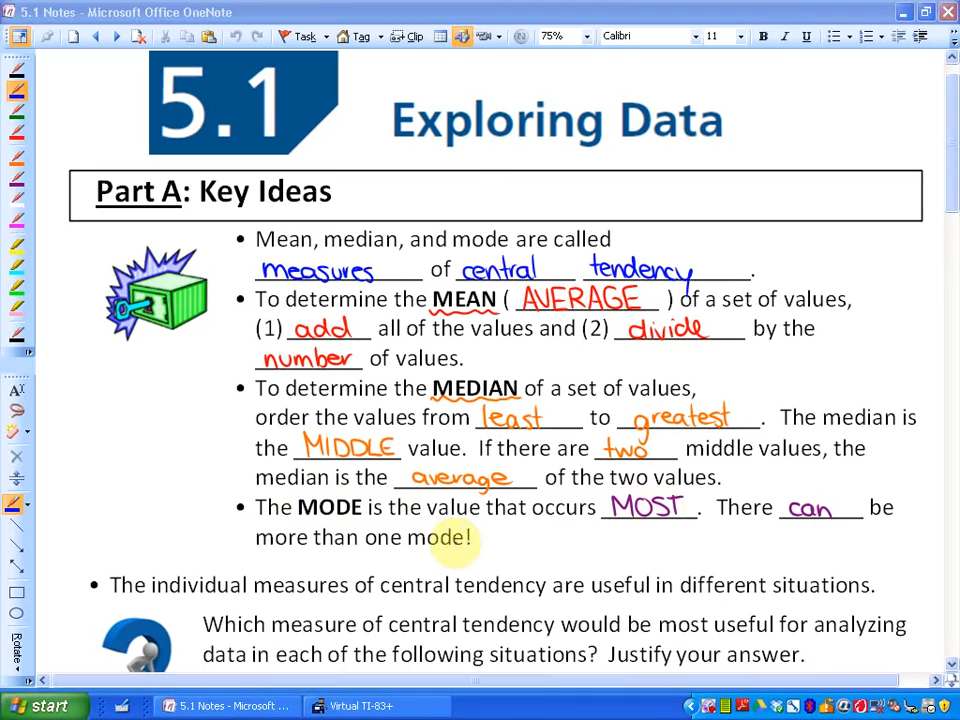 5.1 Notes - Microsoft Office OneNote
Task Tag Clip 75% Calibri 11 B I U
5.1
Exploring Data
Part A: Key Ideas
• Mean, median, and mode are called
measures of central tendency.
• To determine the MEAN ( AVERAGE ) of a set of values,
(1) add all of the values and (2) divide by the
number of values.
• To determine the MEDIAN of a set of values,
order the values from least to greatest. The median is
the MIDDLE value. If there are two middle values, the
median is the average of the two values.
• The MODE is the value that occurs MOST. There can be
more than one mode!
• The individual measures of central tendency are useful in different situations.
Which measure of central tendency would be most useful for analyzing
data in each of the following situations? Justify your answer.
Rotate
start 5.1 Notes - Microsoft ... Virtual TI-83+